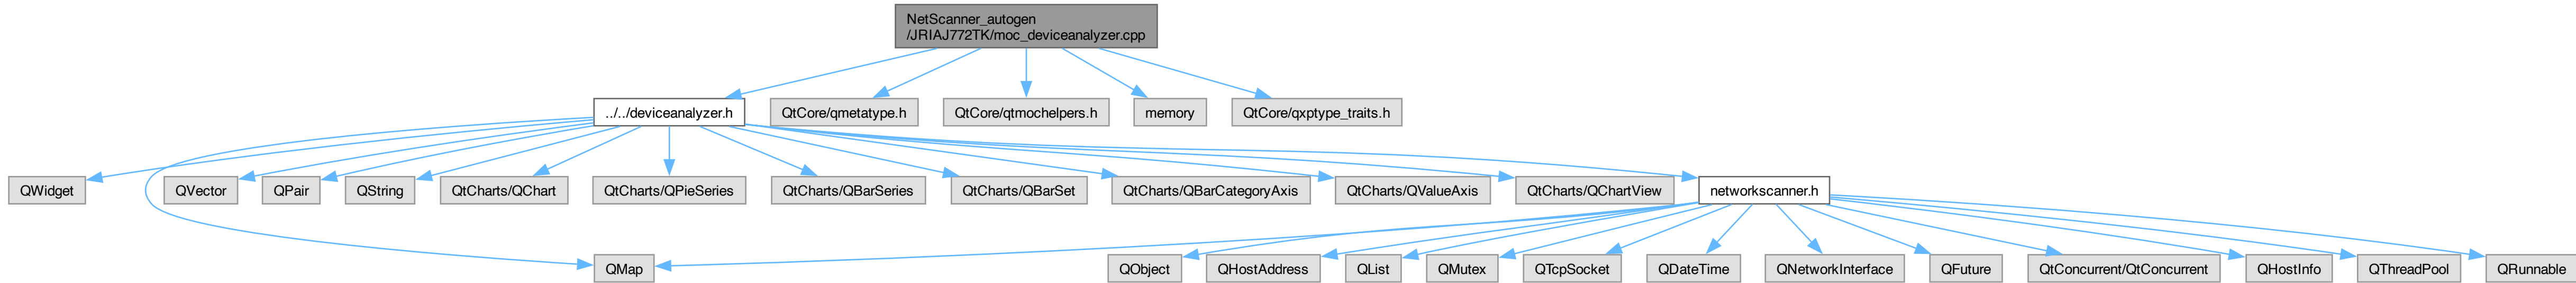 NetScanner_autogen
/JRIAJ772TK/moc_deviceanalyzer.cpp
../../deviceanalyzer.h
QtCore/qmetatype.h
QtCore/qtmochelpers.h
memory
QtCore/qxptype_traits.h
QWidget
QVector
QPair
QString
QtCharts/QChart
QtCharts/QPieSeries
QtCharts/QBarSeries
QtCharts/QBarSet
QtCharts/QBarCategoryAxis
QtCharts/QValueAxis
QtCharts/QChartView
networkscanner.h
QMap
QObject
QHostAddress
QList
QMutex
QTcpSocket
QDateTime
QNetworkInterface
QFuture
QtConcurrent/QtConcurrent
QHostInfo
QThreadPool
QRunnable